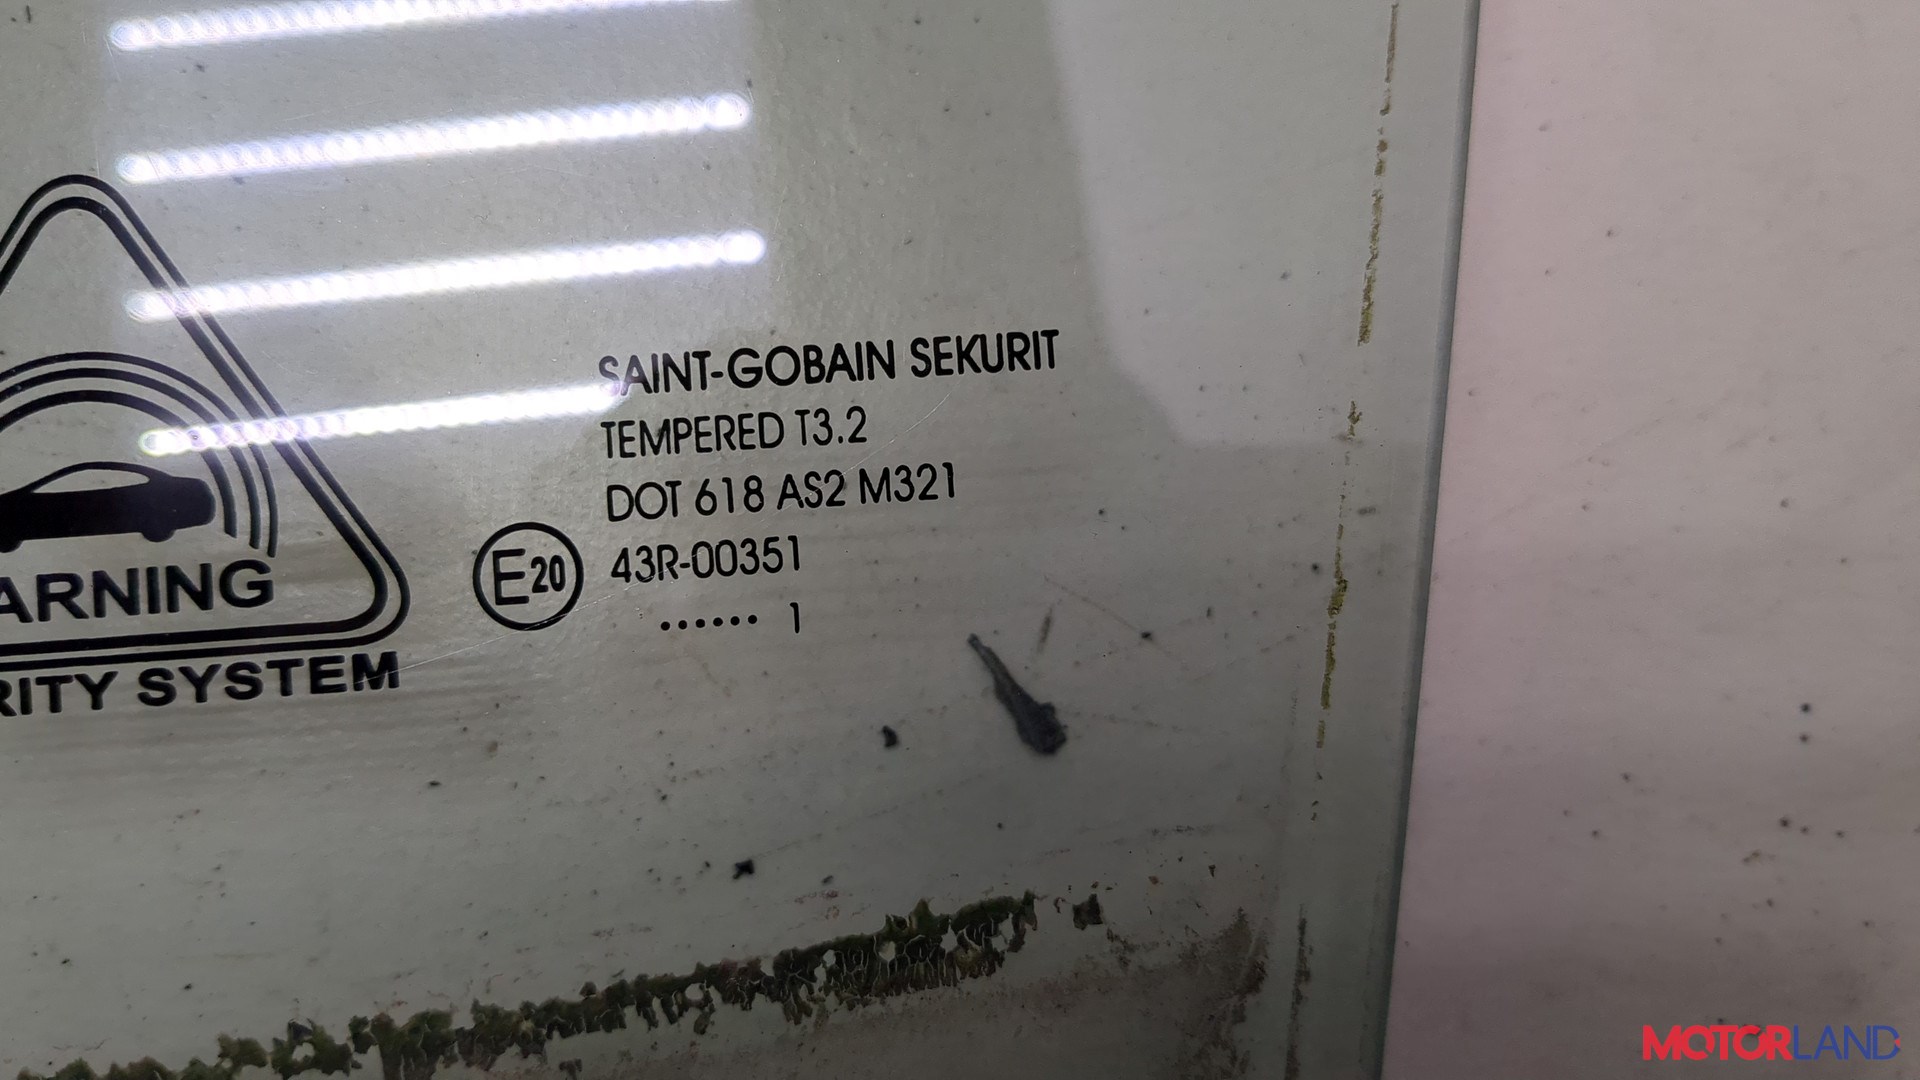 SAINT-GOBAIN SEKURIT
TEMPERED T3.2
DOT 618 AS2 M321
E20 43R-00351
...... 1
ARNING
RITY SYSTEM
MOTORLAND